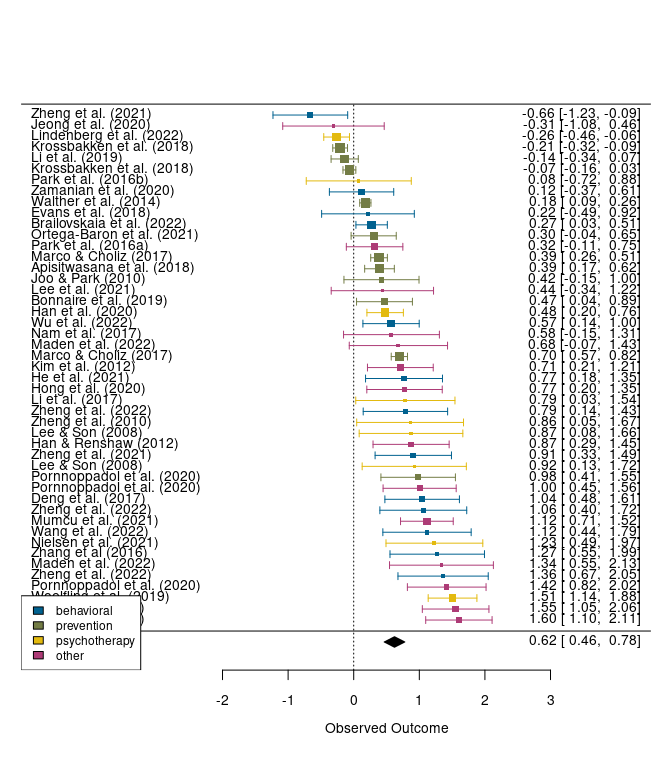 Zheng et al. (2021) -0.66 [-1.23, -0.09]
Jeong et al. (2020) -0.31 [-1.08, 0.46]
Lindenberg et al. (2022) -0.26 [-0.46, -0.06]
Krossbakken et al. (2018) -0.21 [-0.32, -0.09]
Li et al. (2019) -0.14 [-0.34, 0.07]
Krossbakken et al. (2018) -0.07 [-0.16, 0.03]
Park et al. (2016b) 0.08 [-0.72, 0.88]
Zamanian et al. (2020) 0.12 [-0.37, 0.61]
Walther et al. (2014) 0.18 [ 0.09, 0.26]
Evans et al. (2018) 0.22 [-0.49, 0.92]
Brailovskaia et al. (2022) 0.27 [ 0.03, 0.51]
Ortega-Baron et al. (2021) 0.30 [-0.04, 0.65]
Park et al. (2016a) 0.32 [-0.11, 0.75]
Marco & Choliz (2017) 0.39 [ 0.26, 0.51]
Apisitwasana et al. (2018) 0.39 [ 0.17, 0.62]
Joo & Park (2010) 0.42 [-0.15, 1.00]
Lee et al. (2021) 0.44 [-0.34, 1.22]
Bonnaire et al. (2019) 0.47 [ 0.04, 0.89]
Han et al. (2020) 0.48 [ 0.20, 0.76]
Wu et al. (2022) 0.57 [ 0.14, 1.00]
Nam et al. (2017) 0.58 [-0.15, 1.31]
Maden et al. (2022) 0.68 [-0.07, 1.43]
Marco & Choliz (2017) 0.70 [ 0.57, 0.82]
Kim et al. (2012) 0.71 [ 0.21, 1.21]
He et al. (2021) 0.77 [ 0.18, 1.35]
Hong et al. (2020) 0.77 [ 0.20, 1.35]
Li et al. (2017) 0.79 [ 0.03, 1.54]
Zheng et al. (2022) 0.79 [ 0.14, 1.43]
Zheng et al. (2010) 0.86 [ 0.05, 1.67]
Lee & Son (2008) 0.87 [ 0.08, 1.66]
Han & Renshaw (2012) 0.87 [ 0.29, 1.45]
Zheng et al. (2021) 0.91 [ 0.33, 1.49]
Lee & Son (2008) 0.92 [ 0.13, 1.72]
Pornnoppadol et al. (2020) 0.98 [ 0.41, 1.55]
Pornnoppadol et al. (2020) 1.00 [ 0.45, 1.56]
Deng et al. (2017) 1.04 [ 0.48, 1.61]
Zheng et al. (2022) 1.06 [ 0.40, 1.72]
Mumcu et al. (2021) 1.12 [ 0.71, 1.52]
Wang et al. (2022) 1.12 [ 0.44, 1.79]
Nielsen et al. (2021) 1.23 [ 0.49, 1.97]
Zhang et al. (2016) 1.27 [ 0.55, 1.99]
Maden et al. (2022) 1.34 [ 0.55, 2.13]
Zheng et al. (2022) 1.36 [ 0.67, 2.05]
Pornnoppadol et al. (2020) 1.42 [ 0.82, 2.02]
et al. (2019) 1.51 [ 1.14, 1.88]
1.55 [ 1.05, 2.06]
1.60 [ 1.10, 2.11]
behavioral
prevention
psychotherapy
other
0.62 [ 0.46, 0.78]
-2 -1 0 1 2 3
Observed Outcome